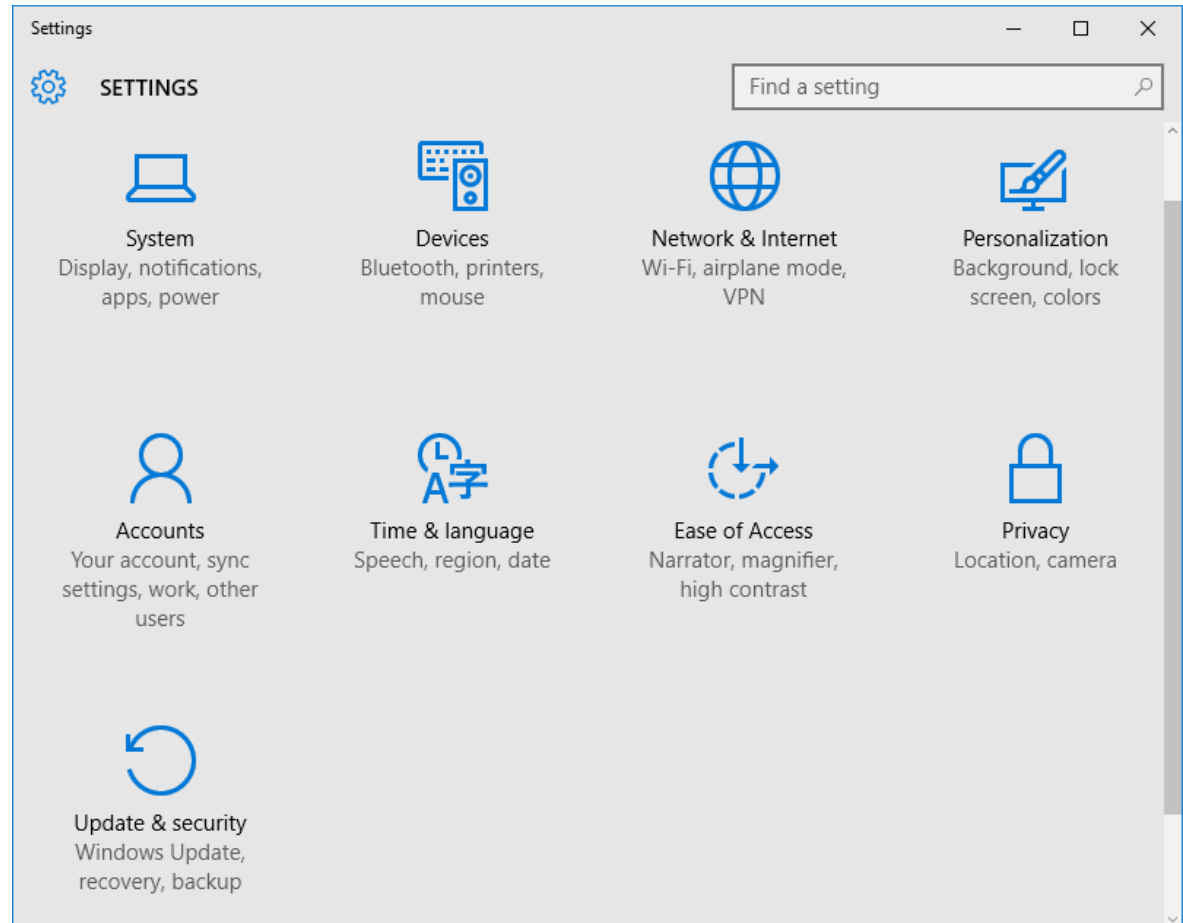 Settings
SETTINGS
Find a setting
System
Display, notifications,
apps, power
Devices
Bluetooth, printers,
mouse
Network & Internet
Wi-Fi, airplane mode,
VPN
Personalization
Background, lock
screen, colors
Accounts
Your account, sync
settings, work, other
users
Time & language
Speech, region, date
Ease of Access
Narrator, magnifier,
high contrast
Privacy
Location, camera
Update & security
Windows Update,
recovery, backup